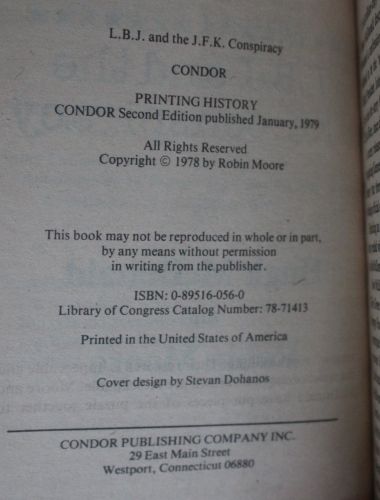 L.B.J. and the J.F.K. Conspiracy
CONDOR
PRINTING HISTORY
CONDOR Second Edition published January, 1979
All Rights Reserved
Copyright © 1978 by Robin Moore
This book may not be reproduced in whole or in part,
by any means without permission
in writing from the publisher.
ISBN: 0-89516-056-0
Library of Congress Catalog Number: 78-71413
Printed in the United States of America
Cover design by Stevan Dohanos
CONDOR PUBLISHING COMPANY INC.
29 East Main Street
Westport, Connecticut 06880